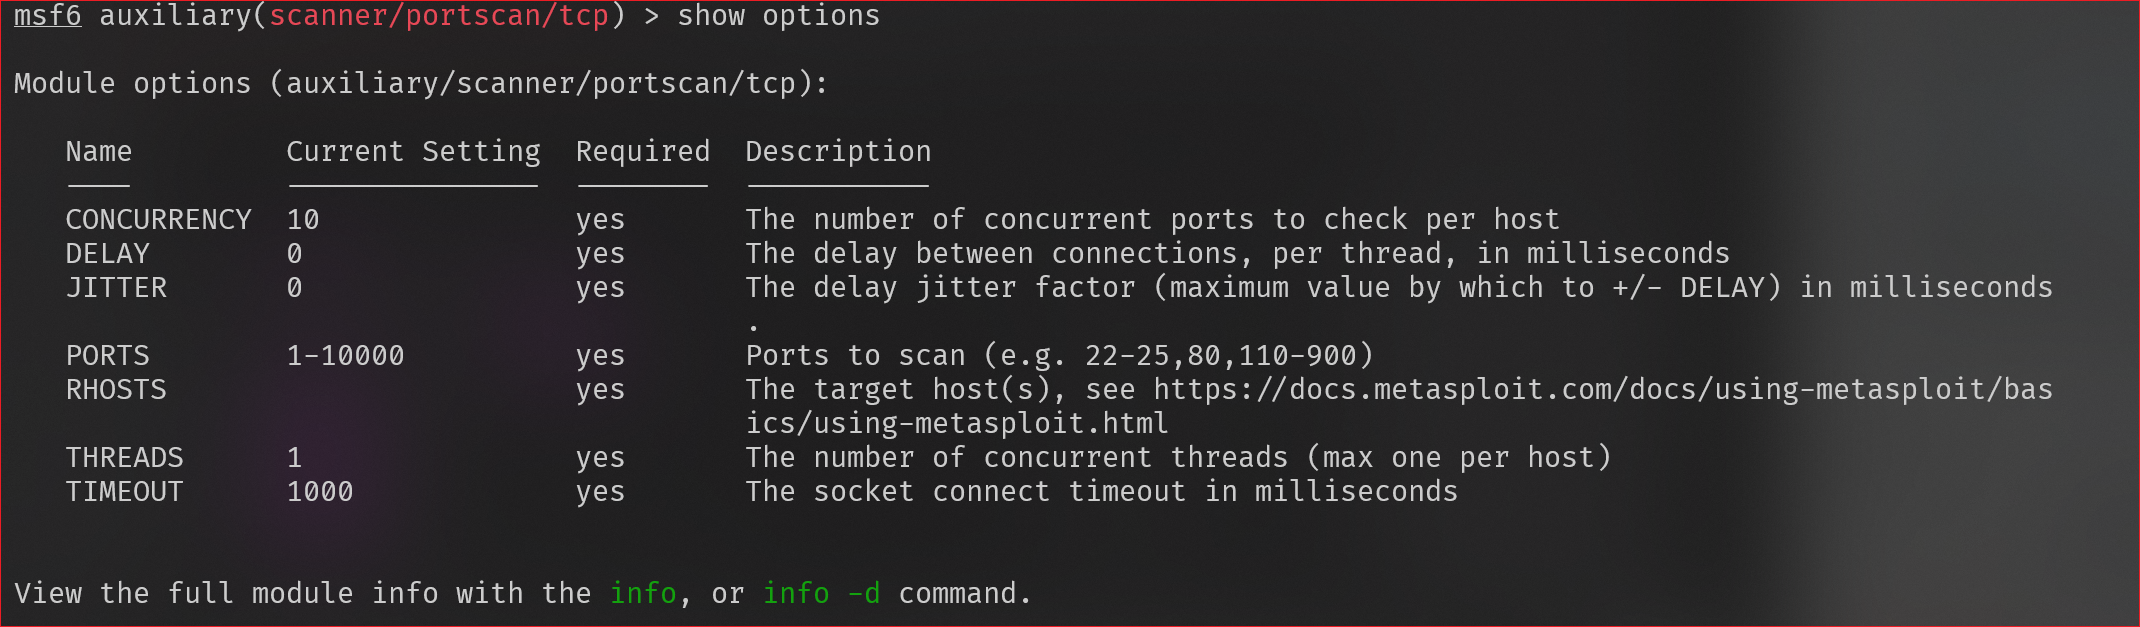 msf6 auxiliary(scanner/portscan/tcp) > show options
Module options (auxiliary/scanner/portscan/tcp):
Name Current Setting Required Description
---- --------------- -------- -----------
CONCURRENCY 10 yes The number of concurrent ports to check per host
DELAY 0 yes The delay between connections, per thread, in milliseconds
JITTER 0 yes The delay jitter factor (maximum value by which to +/- DELAY) in milliseconds
.
PORTS 1-10000 yes Ports to scan (e.g. 22-25,80,110-900)
RHOSTS yes The target host(s), see https://docs.metasploit.com/docs/using-metasploit/bas
ics/using-metasploit.html
THREADS 1 yes The number of concurrent threads (max one per host)
TIMEOUT 1000 yes The socket connect timeout in milliseconds
View the full module info with the info, or info -d command.